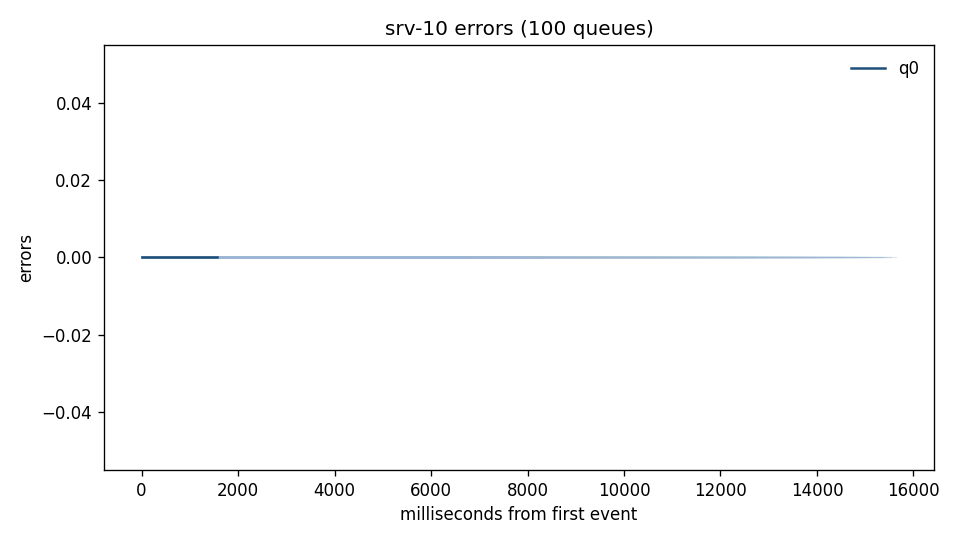 srv-10 errors (100 queues)
q0
0.04
0.02
0.00
−0.02
−0.04
errors
0 2000 4000 6000 8000 10000 12000 14000 16000
milliseconds from first event